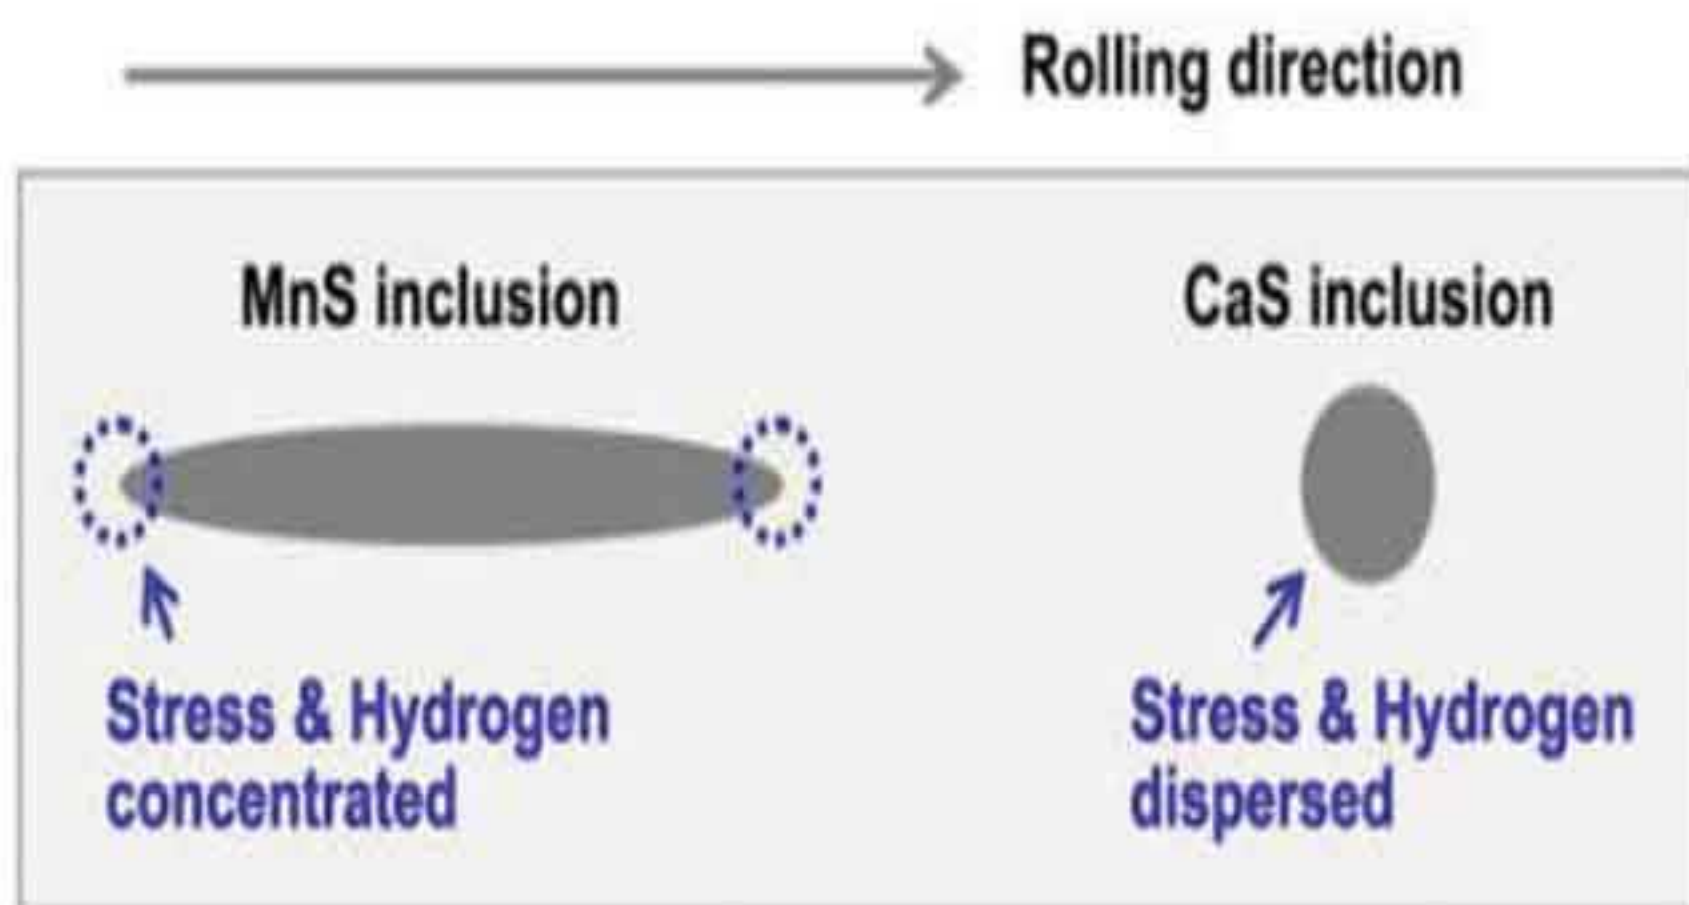 Rolling direction
MnS inclusion
CaS inclusion
Stress & Hydrogen
concentrated
Stress & Hydrogen
dispersed